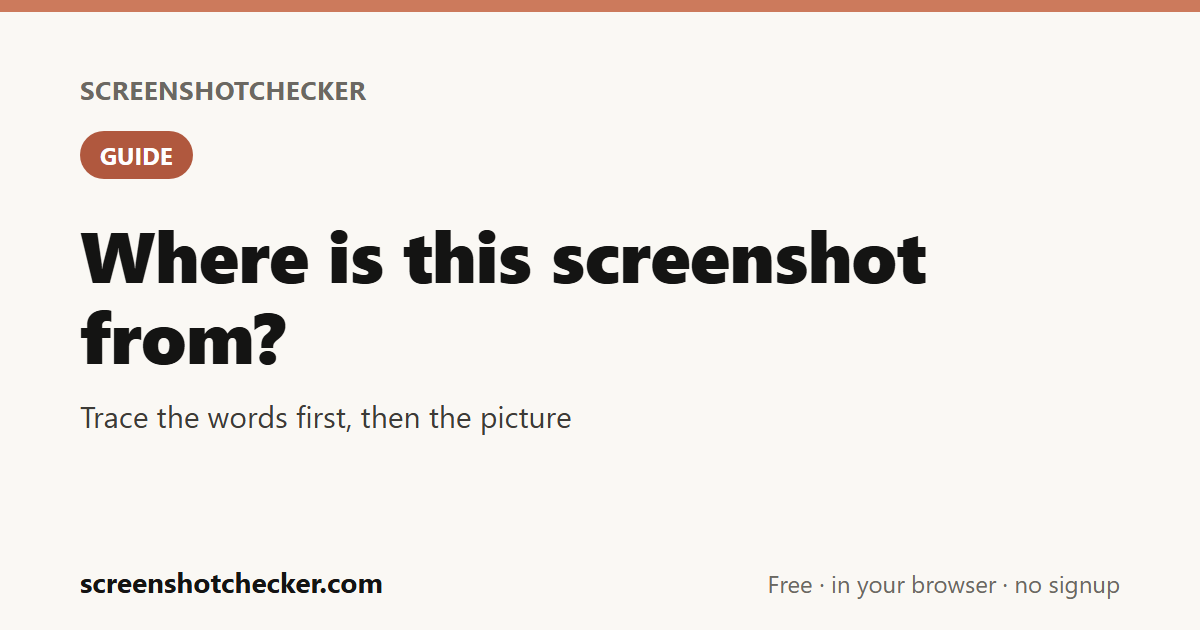 SCREENSHOTCHECKER
GUIDE
Where is this screenshot
from?
Trace the words first, then the picture
screenshotchecker.com
Free · in your browser · no signup